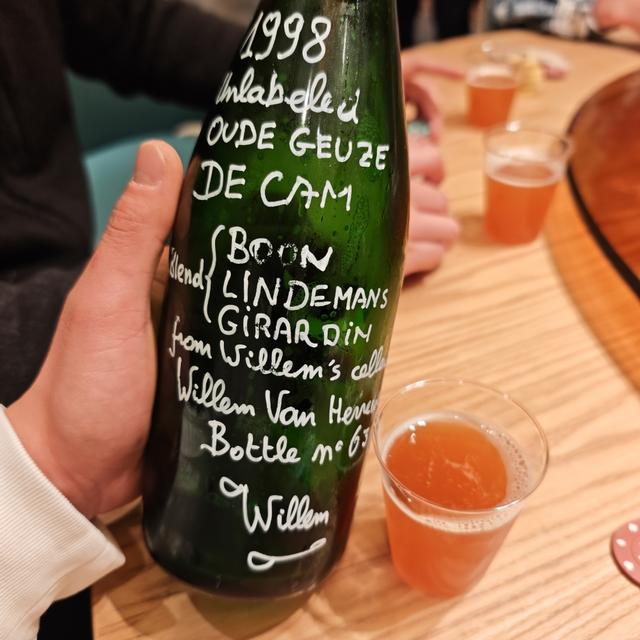 1998
Unlabeled
OUDE GEUZE
DE CAM
Blend { BOON
LINDEMANS
GIRARDIN
from Willem's
Willem Van
Bottle n°
Willem